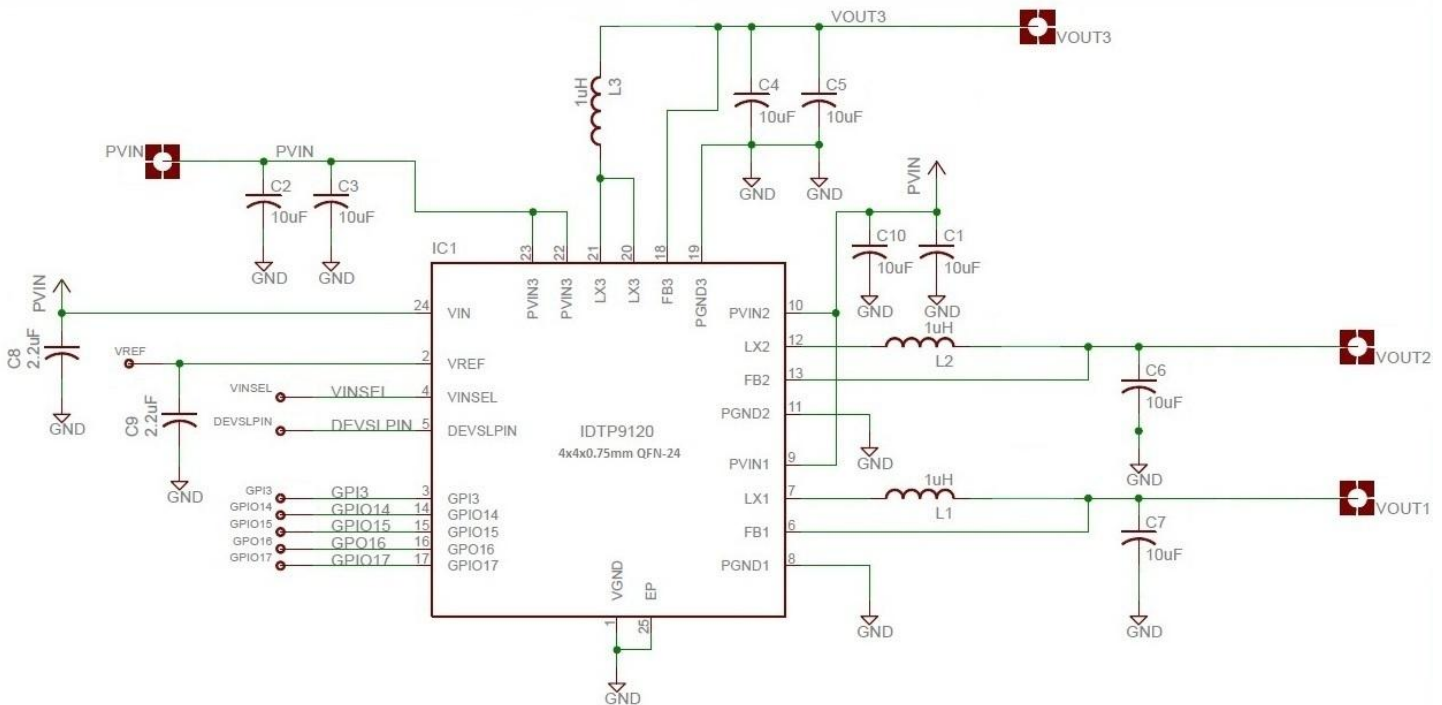 VOUT3
VOUT3
1uH
L3
C4
10uF
C5
10uF
PVIN
PVIN
C2
10uF
C3
10uF
GND
GND
GND
GND
PVIN
C10
10uF
C1
10uF
GND
GND
IC1
23
22
21
20
18
19
PVIN3
PVIN3
LX3
LX3
FB3
PGND3
PVIN
C8
2.2uF
GND
24
VIN
VREF
2
VREF
C9
2.2uF
GND
VINSEL
VINSEL
4
VINSEL
DEVSLPIN
DEVSLPIN
5
DEVSLPIN
IDTP9120
4x4x0.75mm QFN-24
GPI3
GPI3
3
GPI3
GPIO14
GPIO14
14
GPIO14
GPIO15
GPIO15
15
GPIO15
GPO16
GPO16
16
GPO16
GPIO17
GPIO17
17
GPIO17
PVIN2
10
LX2
12
1uH
L2
VOUT2
FB2
13
C6
10uF
GND
PGND2
11
GND
PVIN1
9
LX1
7
1uH
L1
VOUT1
FB1
6
C7
10uF
GND
PGND1
8
GND
VGND
EP
1
25
GND